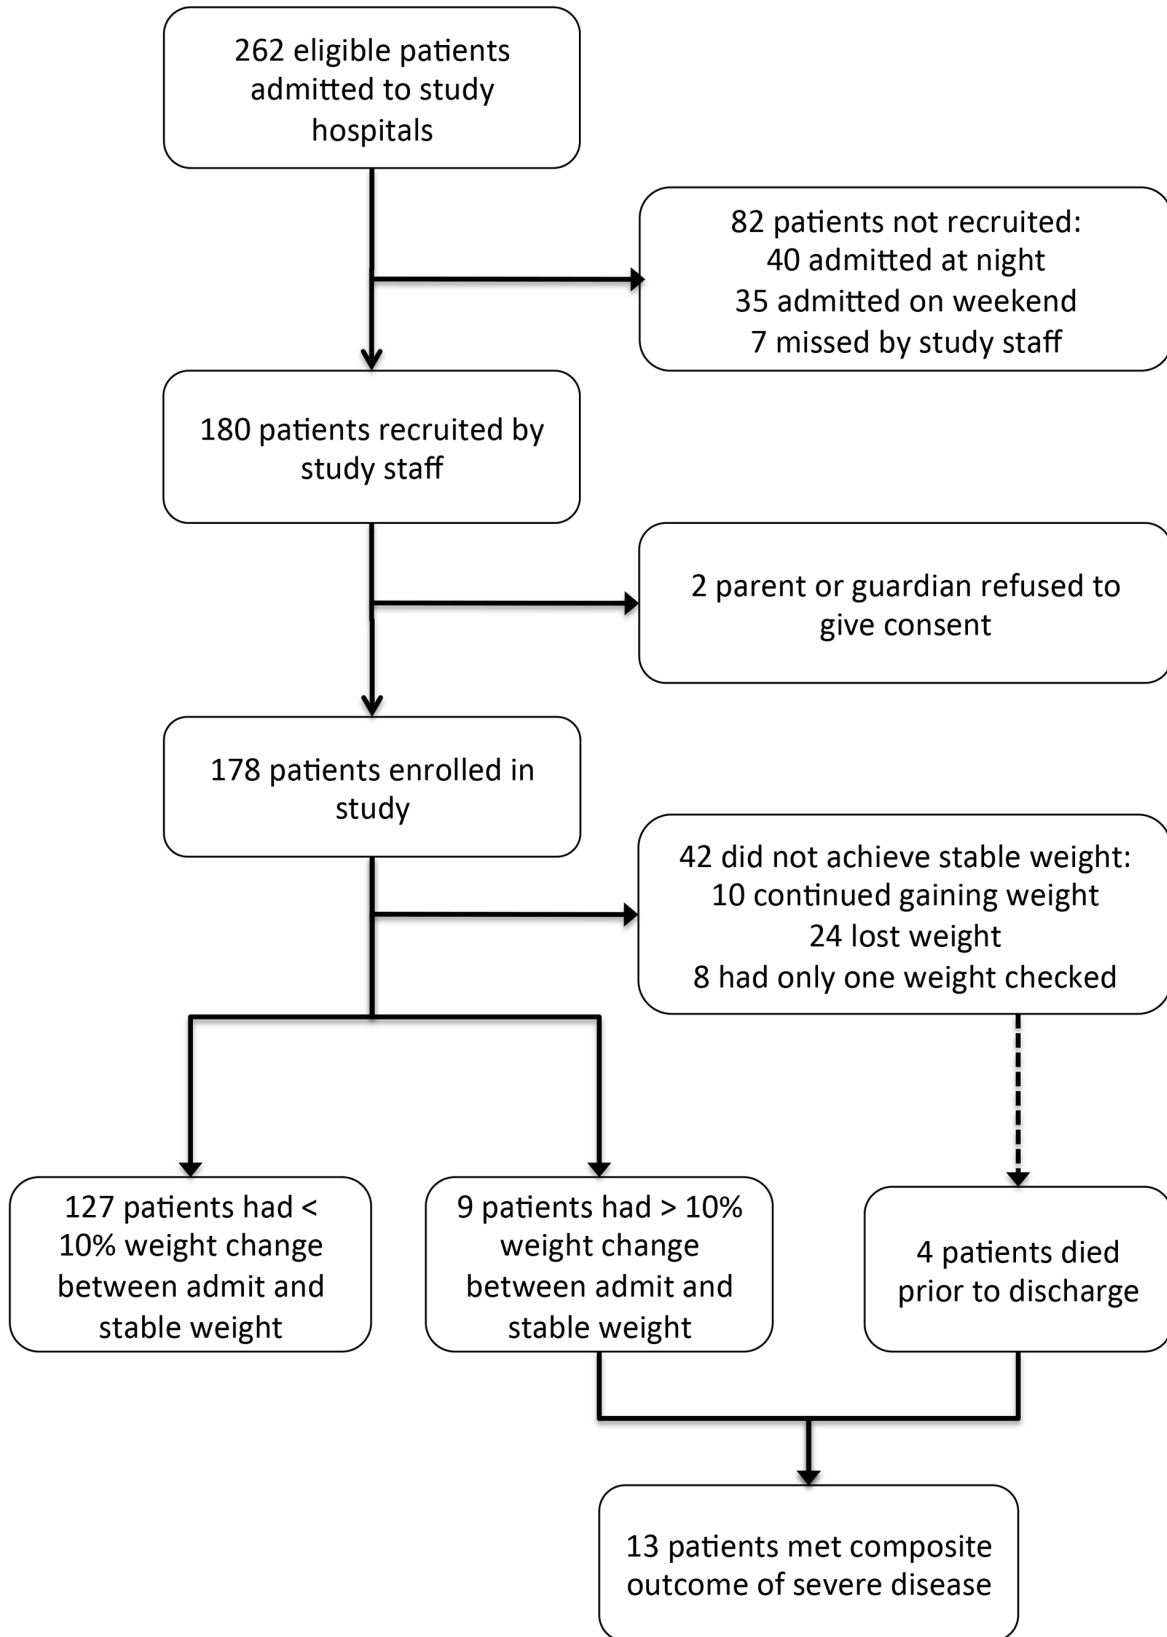 262 eligible patients
admitted to study
hospitals
82 patients not recruited:
40 admitted at night
35 admitted on weekend
7 missed by study staff
180 patients recruited by
study staff
2 parent or guardian refused to
give consent
178 patients enrolled in
study
42 did not achieve stable weight:
10 continued gaining weight
24 lost weight
8 had only one weight checked
127 patients had <
10% weight change
between admit and
stable weight
9 patients had > 10%
weight change
between admit and
stable weight
4 patients died
prior to discharge
13 patients met composite
outcome of severe disease